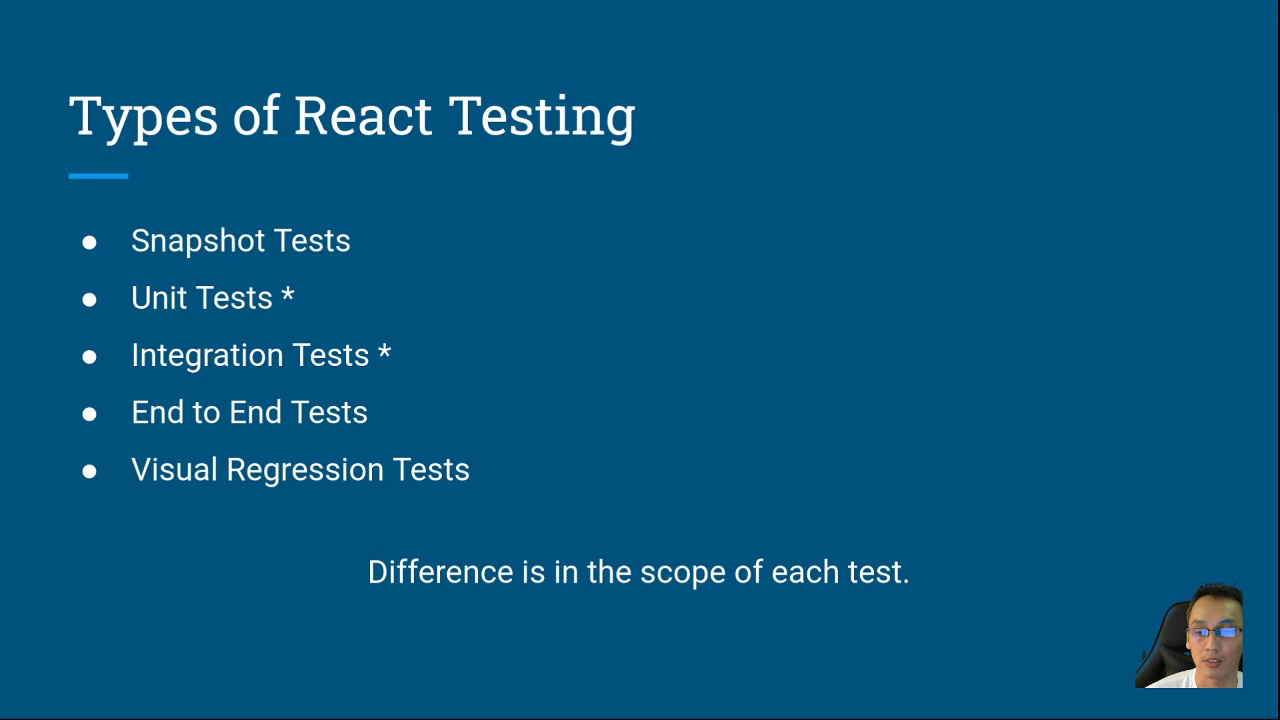 Types of React Testing
● Snapshot Tests
● Unit Tests *
● Integration Tests *
● End to End Tests
● Visual Regression Tests
Difference is in the scope of each test.